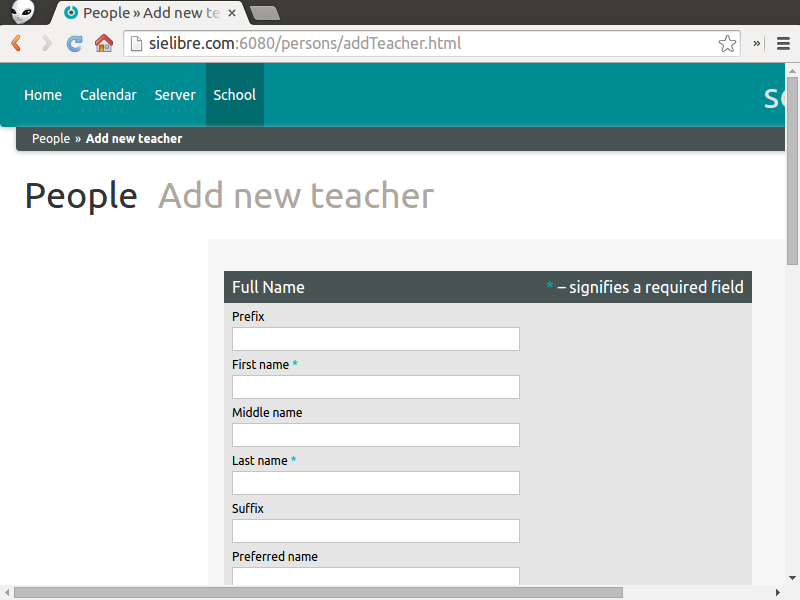 People » Add new te
sielibre.com:6080/persons/addTeacher.html
Home Calendar Server School
People » Add new teacher
People Add new teacher
Full Name * – signifies a required field
Prefix
First name *
Middle name
Last name *
Suffix
Preferred name